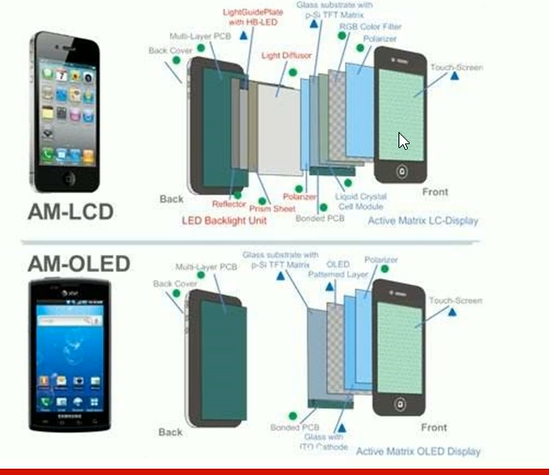 LightGuidePlate
with HB-LED
Glass substrate with
p-Si TFT Matrix
RGB Color Filter
Multi-Layer PCB
Polarizer
Back Cover
Light Diffusor
Touch-Screen
Back
Front
Reflector
Prism Sheet
Polarizer
Liquid Crystal
Cell Module
Bonded PCB
AM-LCD
LED Backlight Unit
Active Matrix LC-Display
AM-OLED
Glass substrate with
p-Si TFT Matrix
OLED
Patterned Layer
Polarizer
Multi-Layer PCB
Back Cover
Touch-Screen
at&t
SAMSUNG
Back
Bonded PCB
Glass with
ITO Cathode
Front
Active Matrix OLED Display